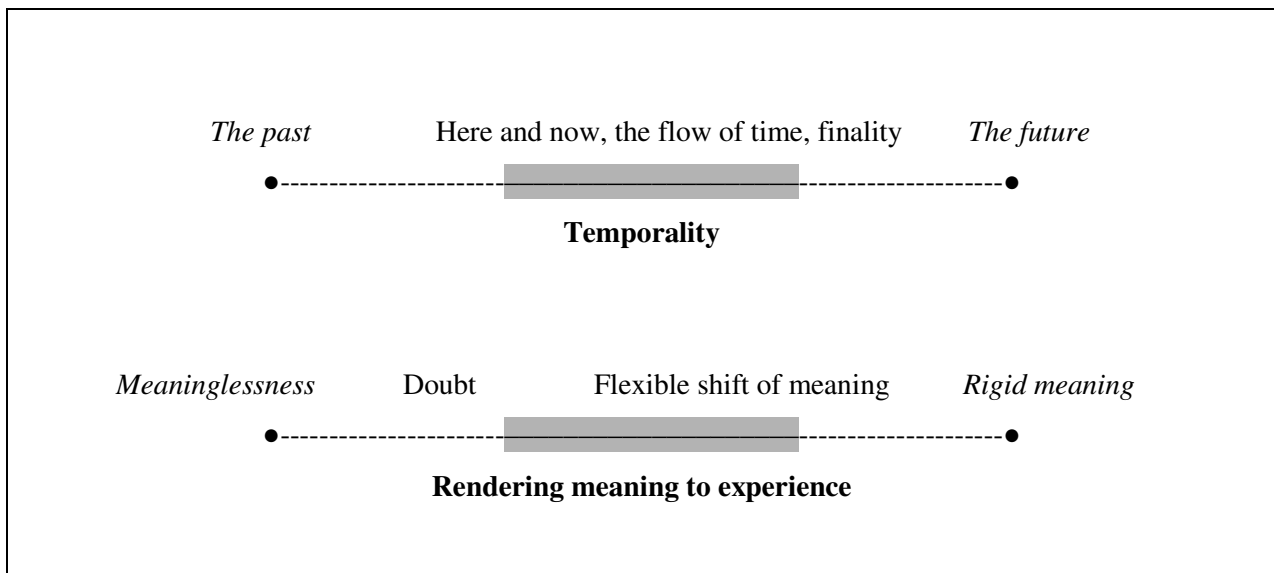 The past Here and now, the flow of time, finality The future
Temporality
Meaninglessness Doubt Flexible shift of meaning Rigid meaning
Rendering meaning to experience